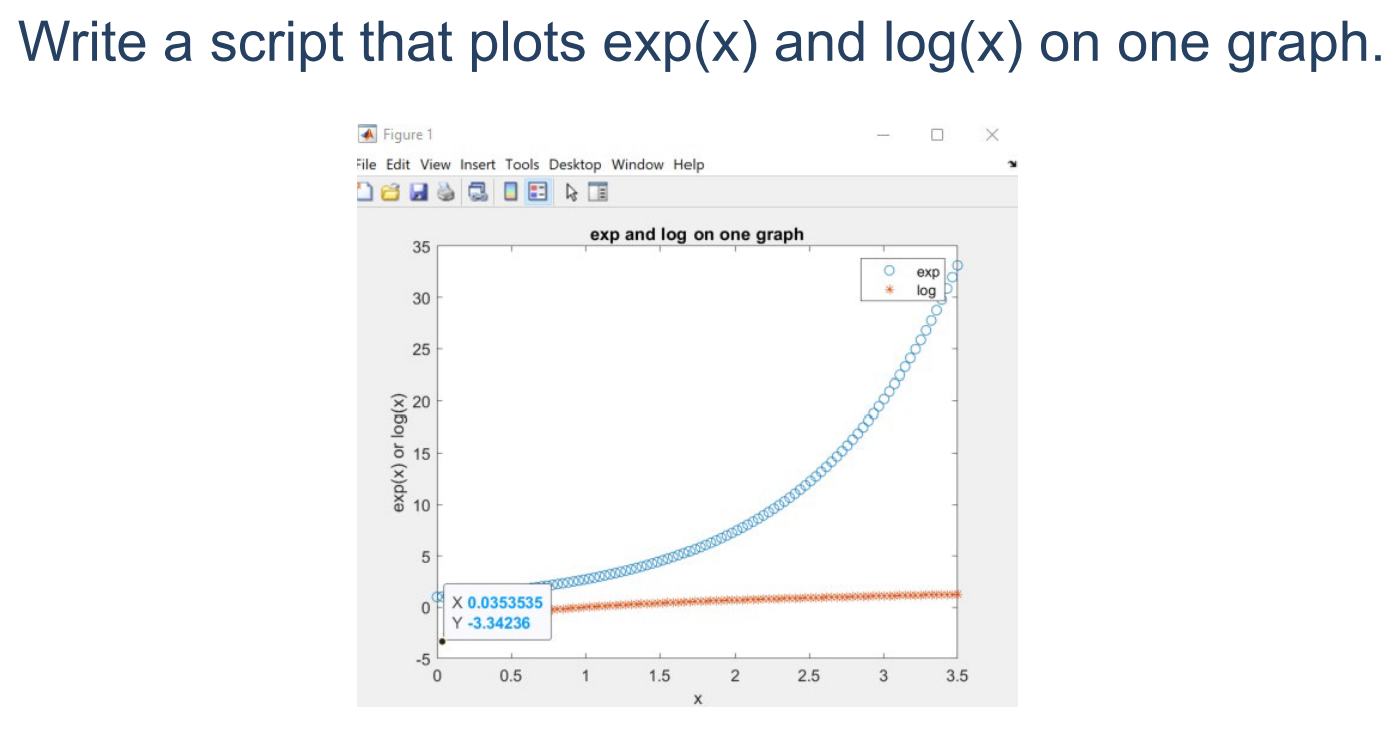 Write a script that plots exp(x) and log(x) on one graph.
Figure 1
File Edit View Insert Tools Desktop Window Help
exp and log on one graph
exp
log
35
30
25
20
15
10
5
0
-5
exp(x) or log(x)
X 0.0353535
Y -3.34236
0 0.5 1 1.5 2 2.5 3 3.5
x